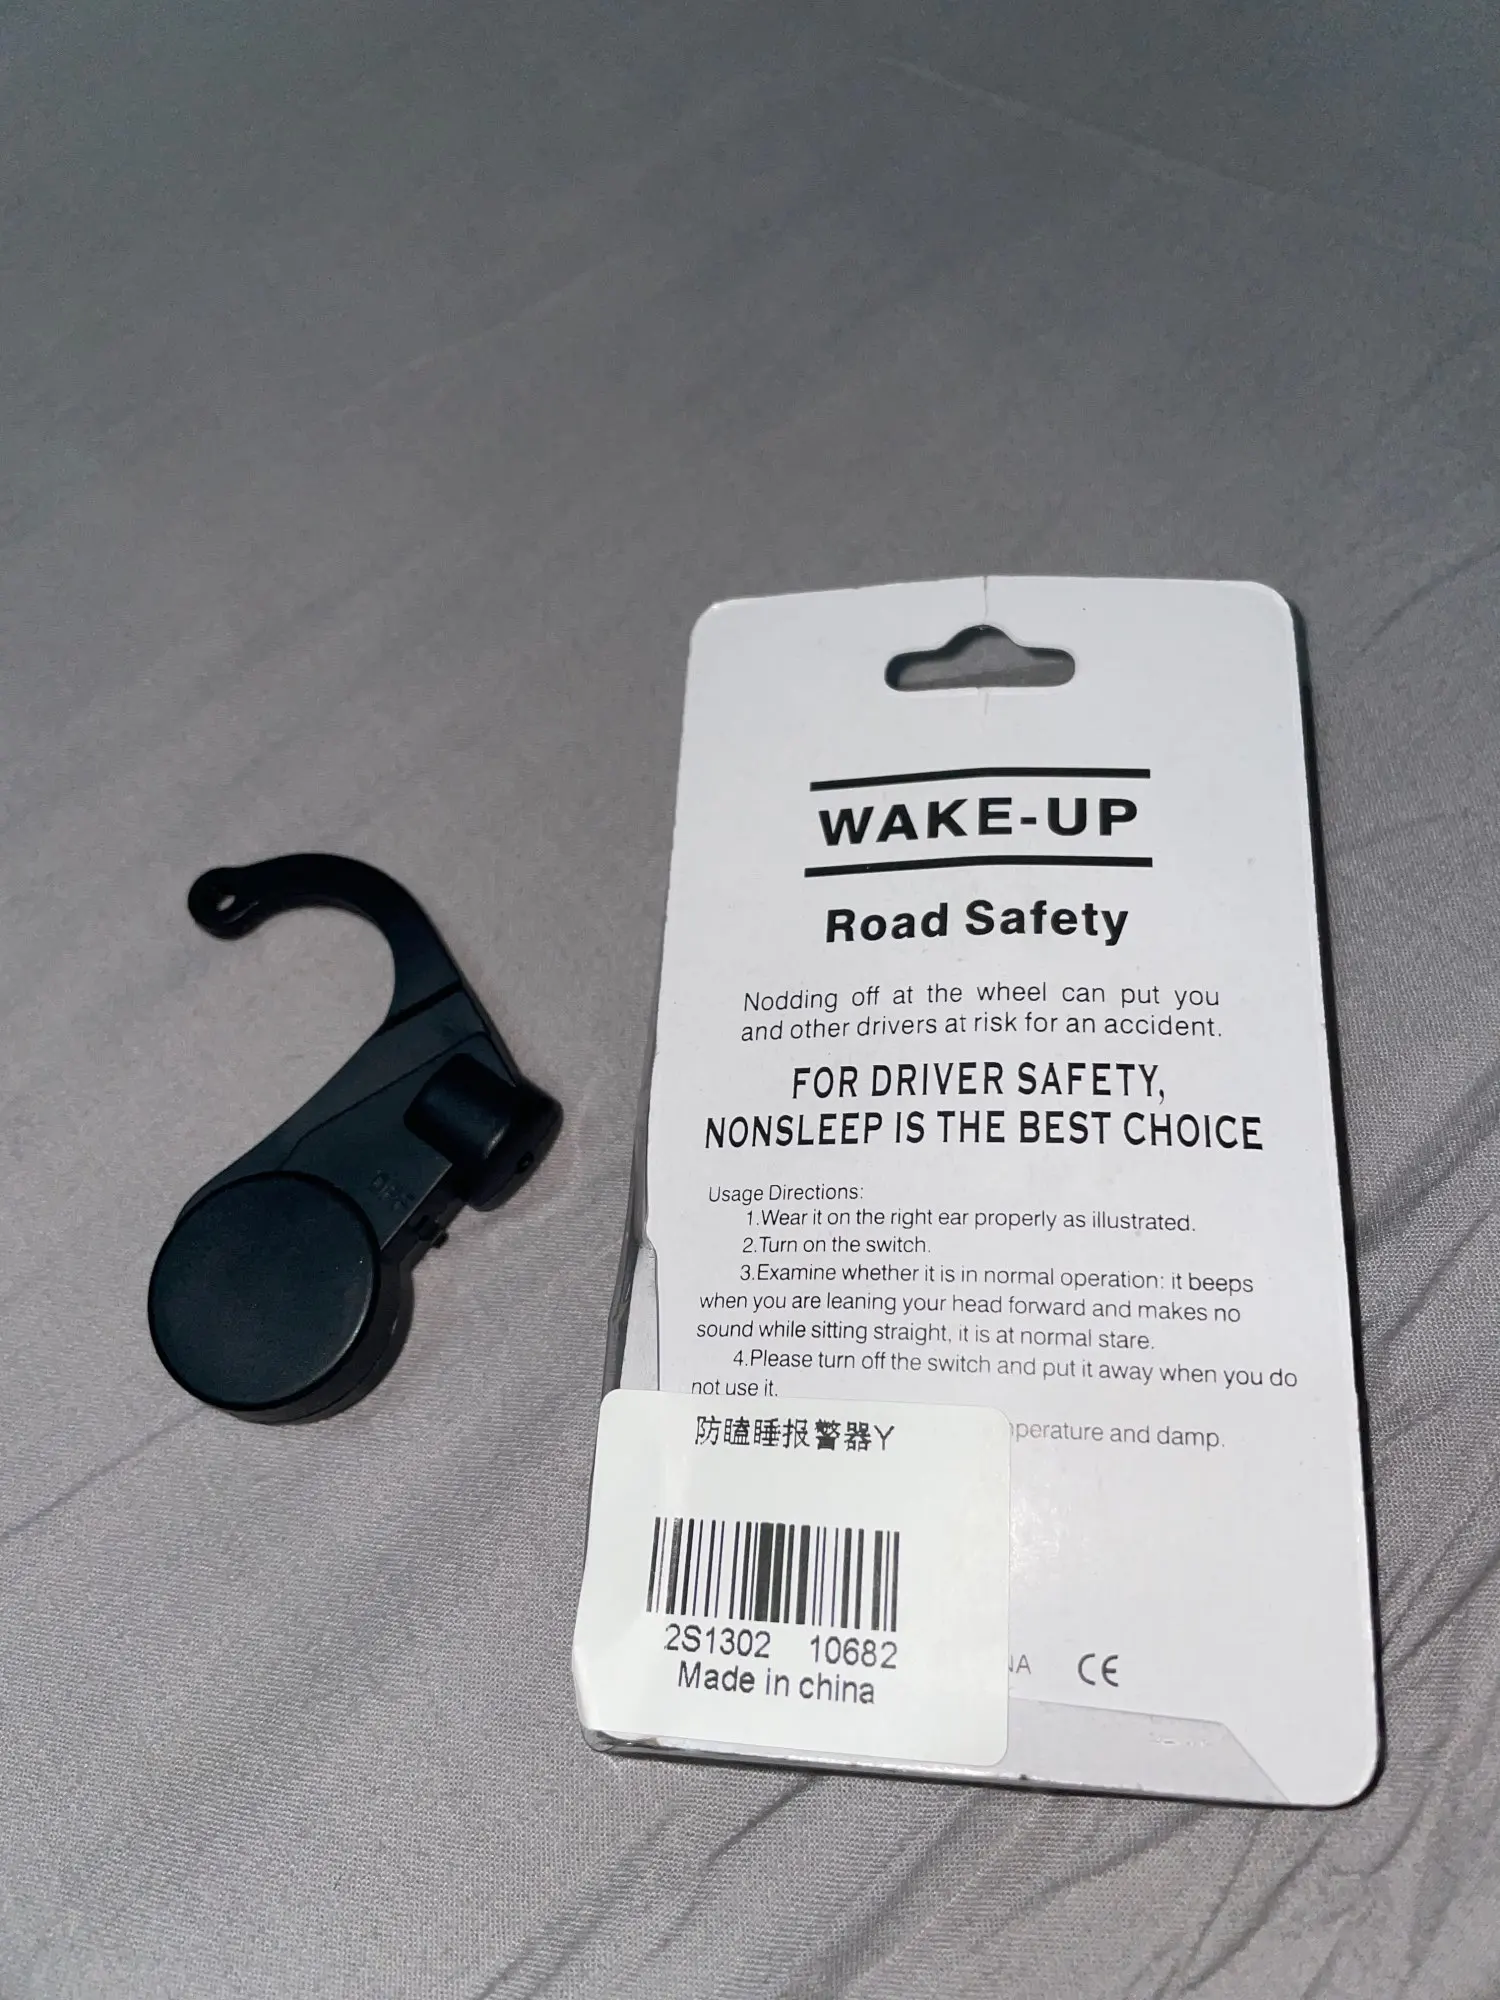 WAKE-UP
Road Safety
Nodding off at the wheel can put you
and other drivers at risk for an accident.
FOR DRIVER SAFETY,
NONSLEEP IS THE BEST CHOICE
Usage Directions:
1.Wear it on the right ear properly as illustrated.
2.Turn on the switch.
3.Examine whether it is in normal operation: it beeps
when you are leaning your head forward and makes no
sound while sitting straight, it is at normal stare.
4.Please turn off the switch and put it away when you do
not use it.
and damp.
防瞌睡报警器Y
2S1302 10682
Made in china
CE